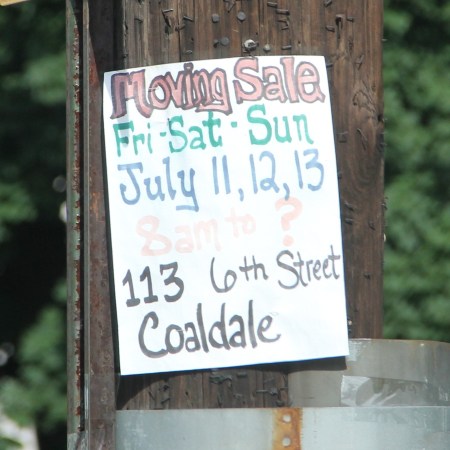 Moving Sale
Fri-Sat-Sun
July 11, 12, 13
8am to ?
113 6th Street
Coaldale